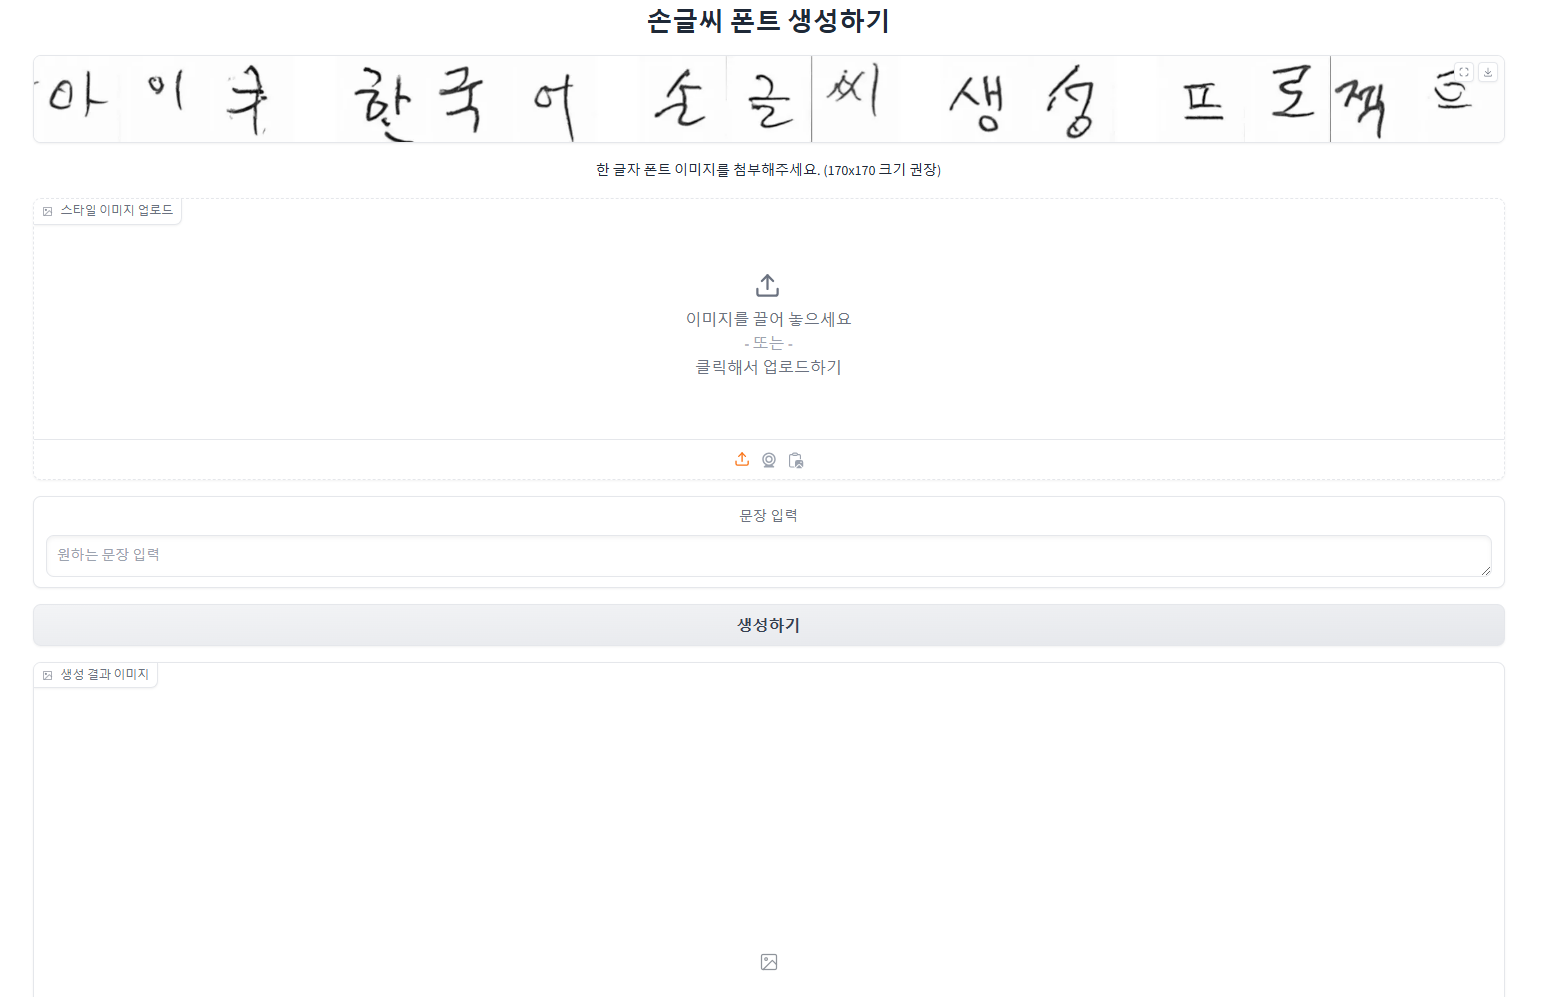 손글씨 폰트 생성하기
아이쿠 한국어 손글씨 생성 프로젝트
한 글자 폰트 이미지를 첨부해주세요. (170x170 크기 권장)
스타일 이미지 업로드
이미지를 끌어 놓으세요
- 또는 -
클릭해서 업로드하기
문장 입력
원하는 문장 입력
생성하기
생성 결과 이미지